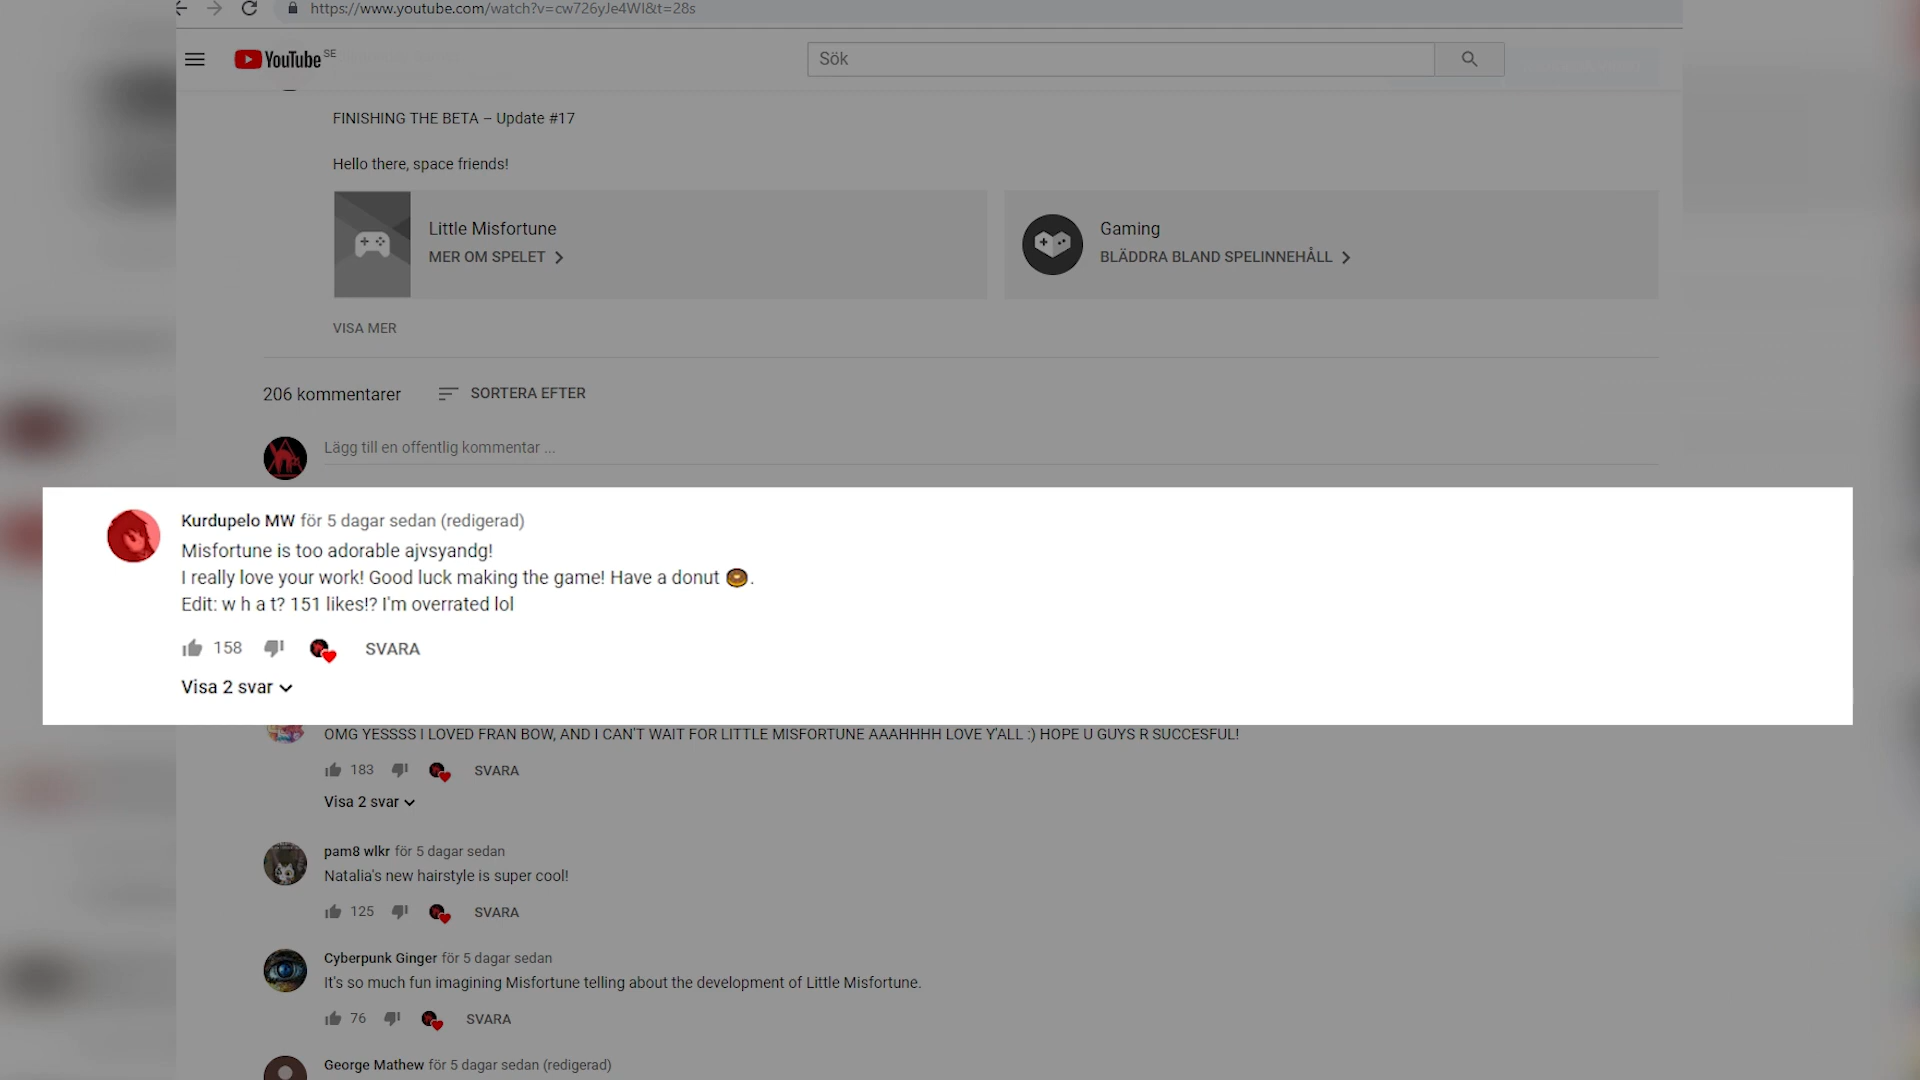 https://www.youtube.com/watch?v=cw726yJe4WI&t=28s
YouTube SE
Sök
FINISHING THE BETA – Update #17
Hello there, space friends!
Little Misfortune
MER OM SPELET
Gaming
BLÄDDRA BLAND SPELINNEHÅLL
VISA MER
206 kommentarer
SORTERA EFTER
Lägg till en offentlig kommentar ...
Kurdupelo MW för 5 dagar sedan (redigerad)
Misfortune is too adorable ajvsyandg!
I really love your work! Good luck making the game! Have a donut 🍩.
Edit: w h a t? 151 likes!? I'm overrated lol
158 SVARA
Visa 2 svar
OMG YESSSS I LOVED FRAN BOW, AND I CAN'T WAIT FOR LITTLE MISFORTUNE AAAHHHH LOVE Y'ALL :) HOPE U GUYS R SUCCESFUL!
183 SVARA
Visa 2 svar
pam8 wlkr för 5 dagar sedan
Natalia's new hairstyle is super cool!
125 SVARA
Cyberpunk Ginger för 5 dagar sedan
It's so much fun imagining Misfortune telling about the development of Little Misfortune.
76 SVARA
George Mathew för 5 dagar sedan (redigerad)